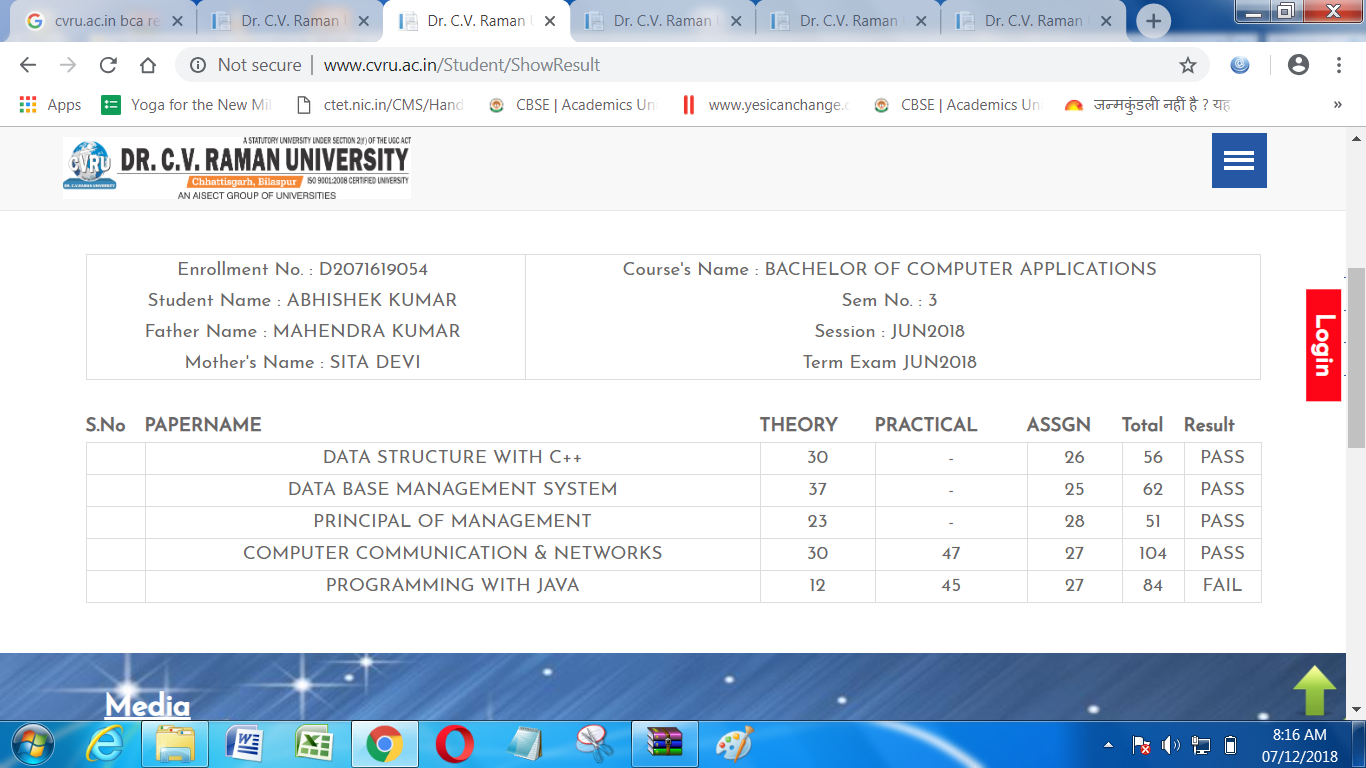 cvru.ac.in bca re
Dr. C.V. Raman
Dr. C.V. Raman
Dr. C.V. Raman
Dr. C.V. Raman
Dr. C.V. Raman
Not secure | www.cvru.ac.in/Student/ShowResult
Apps Yoga for the New Mil ctet.nic.in/CMS/Hand CBSE | Academics Un www.yesicanchange.c CBSE | Academics Un जन्मकुंडली नहीं है ? यह »
A STATUTORY UNIVERSITY UNDER SECTION 2(F) OF THE UGC ACT
CVRU DR. C.V. RAMAN UNIVERSITY
DR. C.V.RAMAN UNIVERSITY Chhattisgarh, Bilaspur ISO 9001:2008 CERTIFIED UNIVERSITY
AN AISECT GROUP OF UNIVERSITIES
Enrollment No. : D2071619054 Course's Name : BACHELOR OF COMPUTER APPLICATIONS
Student Name : ABHISHEK KUMAR Sem No. : 3
Father Name : MAHENDRA KUMAR Session : JUN2018
Mother's Name : SITA DEVI Term Exam JUN2018
Login
S.No PAPERNAME THEORY PRACTICAL ASSGN Total Result
DATA STRUCTURE WITH C++ 30 - 26 56 PASS
DATA BASE MANAGEMENT SYSTEM 37 - 25 62 PASS
PRINCIPAL OF MANAGEMENT 23 - 28 51 PASS
COMPUTER COMMUNICATION & NETWORKS 30 47 27 104 PASS
PROGRAMMING WITH JAVA 12 45 27 84 FAIL
Media
8:16 AM
07/12/2018